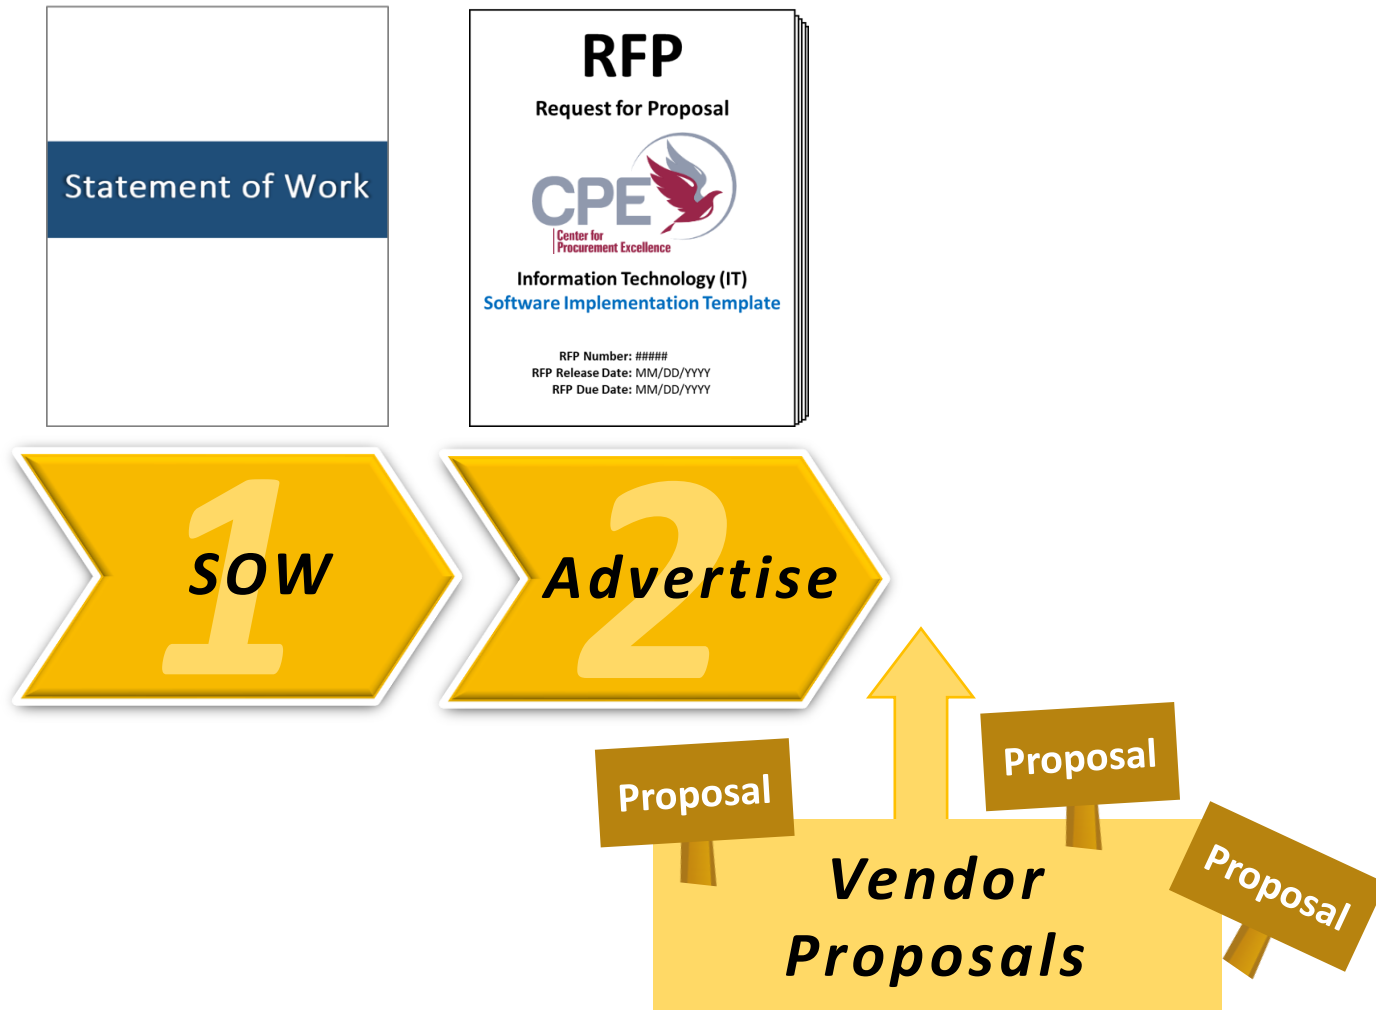 Statement of Work
RFP
Request for Proposal
CPE
Center for
Procurement Excellence
Information Technology (IT)
Software Implementation Template
RFP Number: #####
RFP Release Date: MM/DD/YYYY
RFP Due Date: MM/DD/YYYY
1
SOW
2
Advertise
Proposal
Proposal
Proposal
Vendor
Proposals